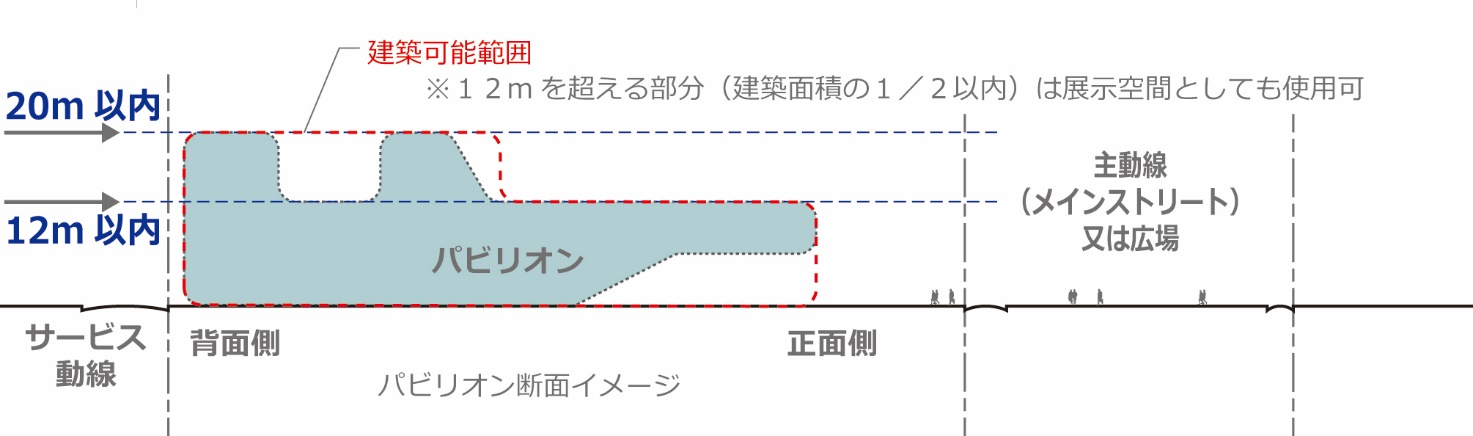 建築可能範囲
※１２ｍを超える部分（建築面積の１／２以内）は展示空間としても使用可
20m 以内
12m 以内
主動線
（メインストリート）
又は広場
パビリオン
サービス
動線
背面側
正面側
パビリオン断面イメージ